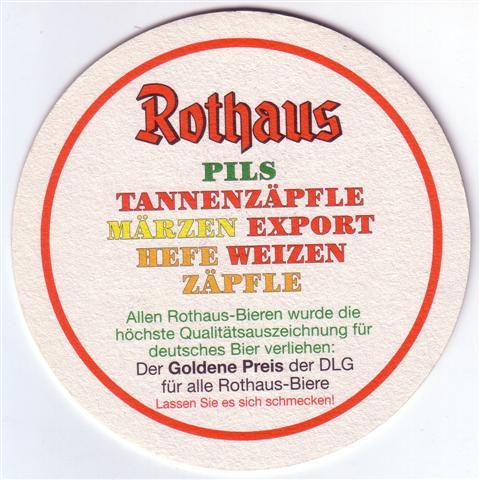 Rothaus
PILS
TANNENZÄPFLE
MÄRZEN EXPORT
HEFE WEIZEN
ZÄPFLE
Allen Rothaus-Bieren wurde die
höchste Qualitätsauszeichnung für
deutsches Bier verliehen:
Der Goldene Preis der DLG
für alle Rothaus-Biere
Lassen Sie es sich schmecken!